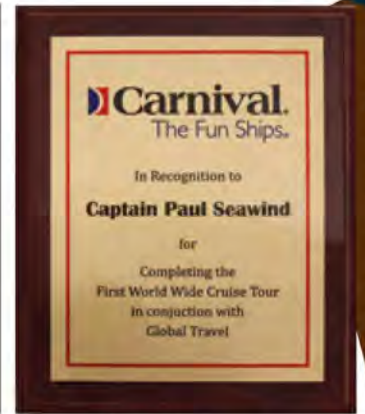 Carnival.
The Fun Ships.
In Recognition to
Captain Paul Seawind
for
Completing the
First World Wide Cruise Tour
in conjuction with
Global Travel